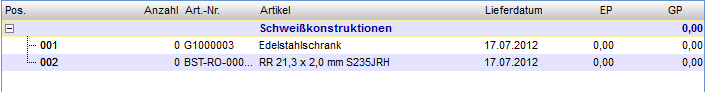 Pos. Anzahl Art.-Nr. Artikel Lieferdatum EP GP
Schweißkonstruktionen 0,00
001 0 G1000003 Edelstahlschrank 17.07.2012 0,00 0,00
002 0 BST-RO-000... RR 21,3 x 2,0 mm S235JRH 17.07.2012 0,00 0,00